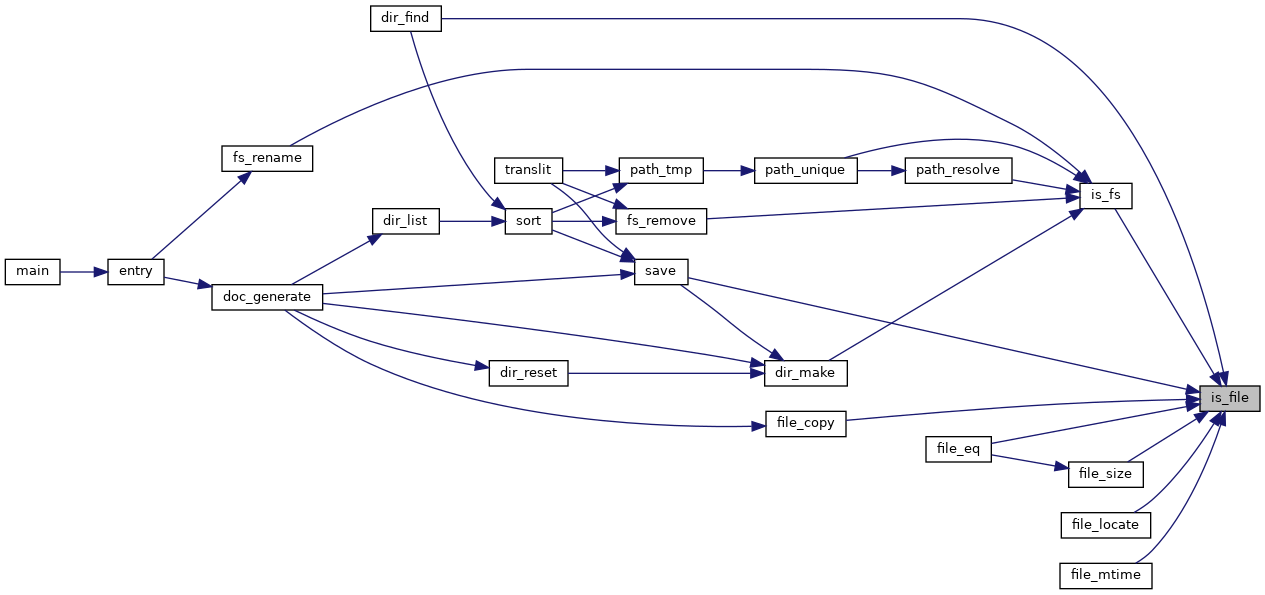 dir_find
fs_rename
translit
path_tmp
path_unique
path_resolve
is_fs
dir_list
sort
fs_remove
main
entry
save
doc_generate
dir_reset
dir_make
is_file
file_copy
file_eq
file_size
file_locate
file_mtime